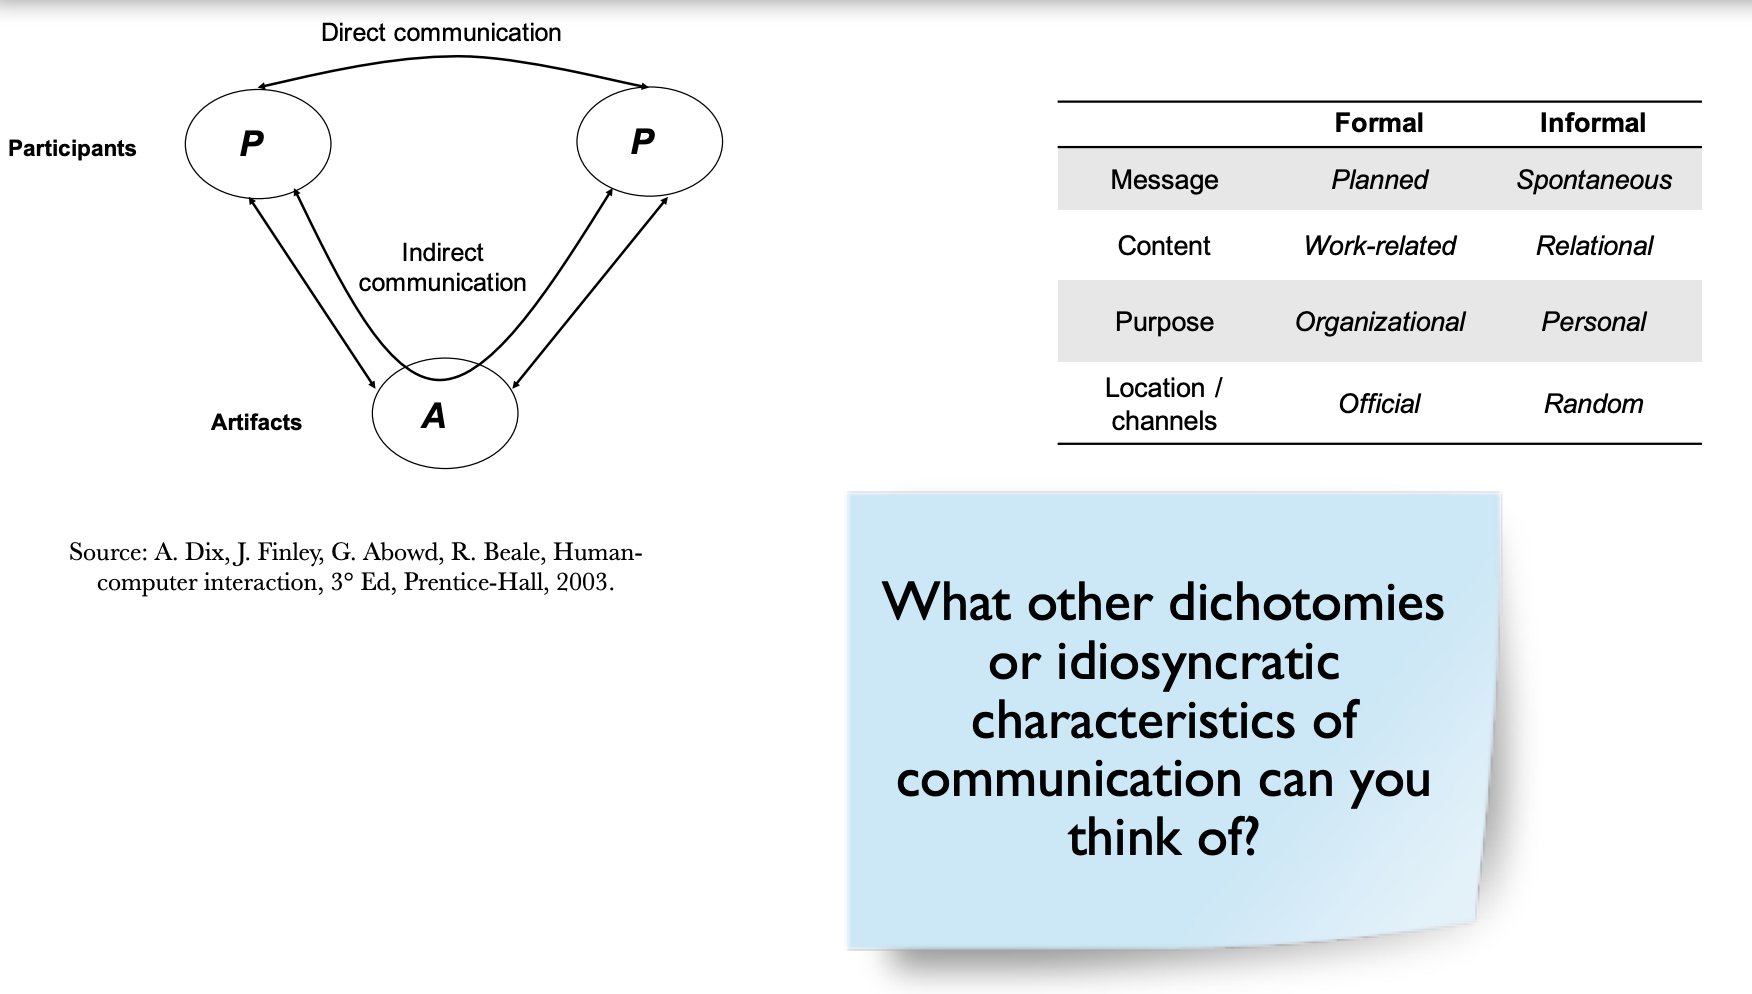 Direct communication
Participants
P
P
Indirect
communication
Artifacts
A
Source: A. Dix, J. Finley, G. Abowd, R. Beale, Human-
computer interaction, 3° Ed, Prentice-Hall, 2003.
Formal Informal
Message Planned Spontaneous
Content Work-related Relational
Purpose Organizational Personal
Location /
channels Official Random
What other dichotomies
or idiosyncratic
characteristics of
communication can you
think of?